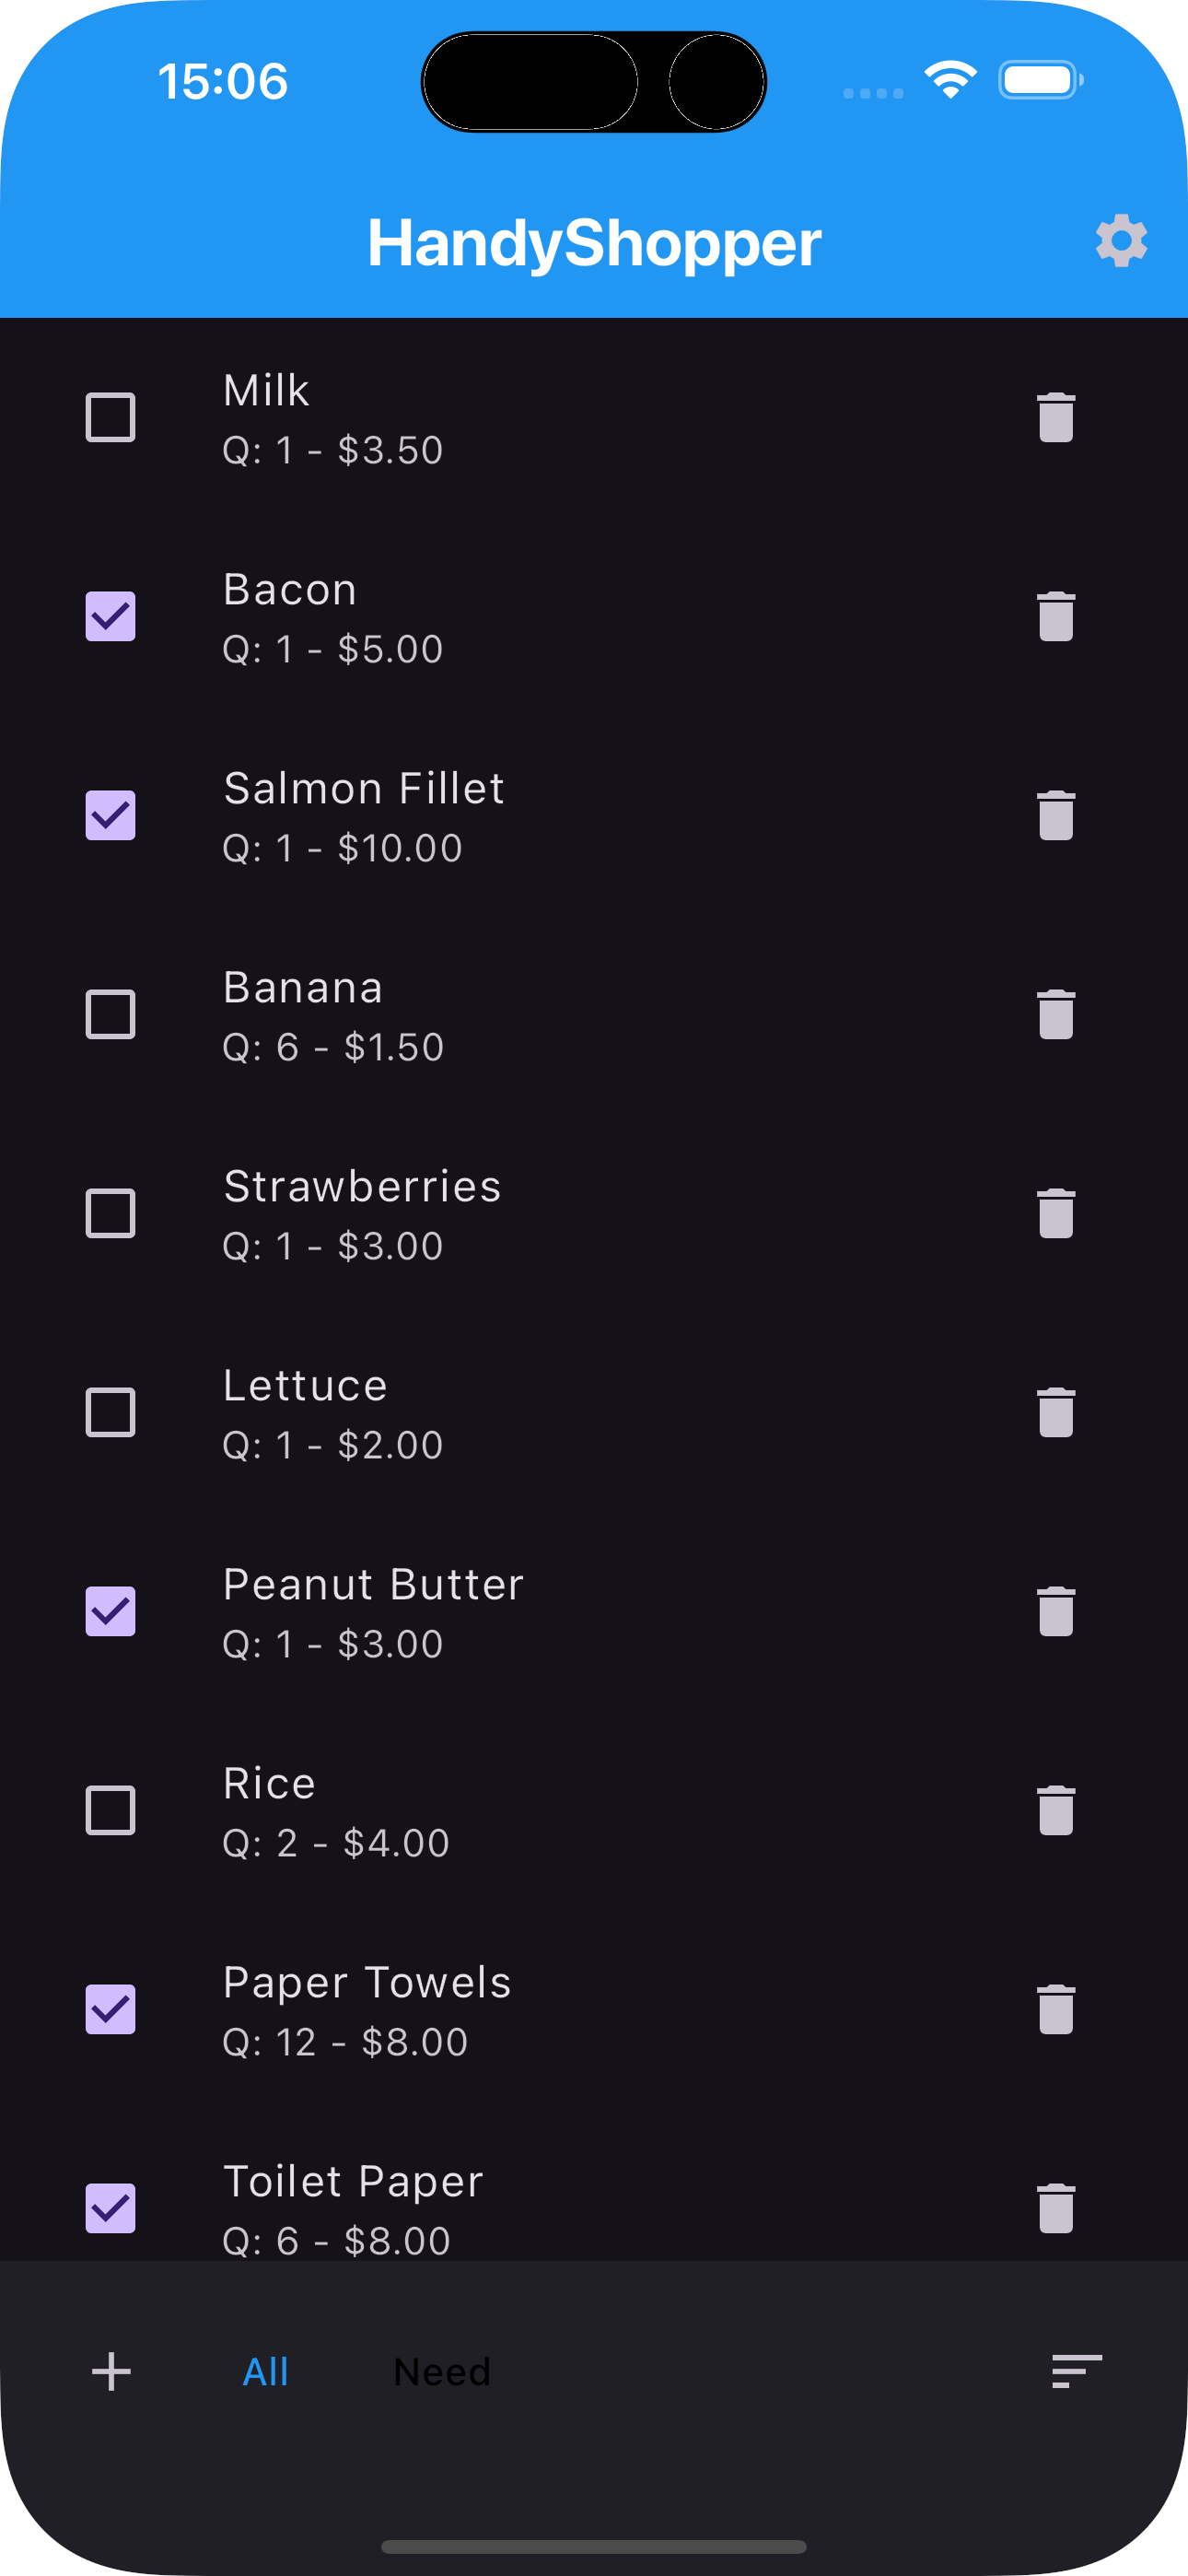 15:06
HandyShopper
Milk
Q: 1 - $3.50
Bacon
Q: 1 - $5.00
Salmon Fillet
Q: 1 - $10.00
Banana
Q: 6 - $1.50
Strawberries
Q: 1 - $3.00
Lettuce
Q: 1 - $2.00
Peanut Butter
Q: 1 - $3.00
Rice
Q: 2 - $4.00
Paper Towels
Q: 12 - $8.00
Toilet Paper
Q: 6 - $8.00
All Need